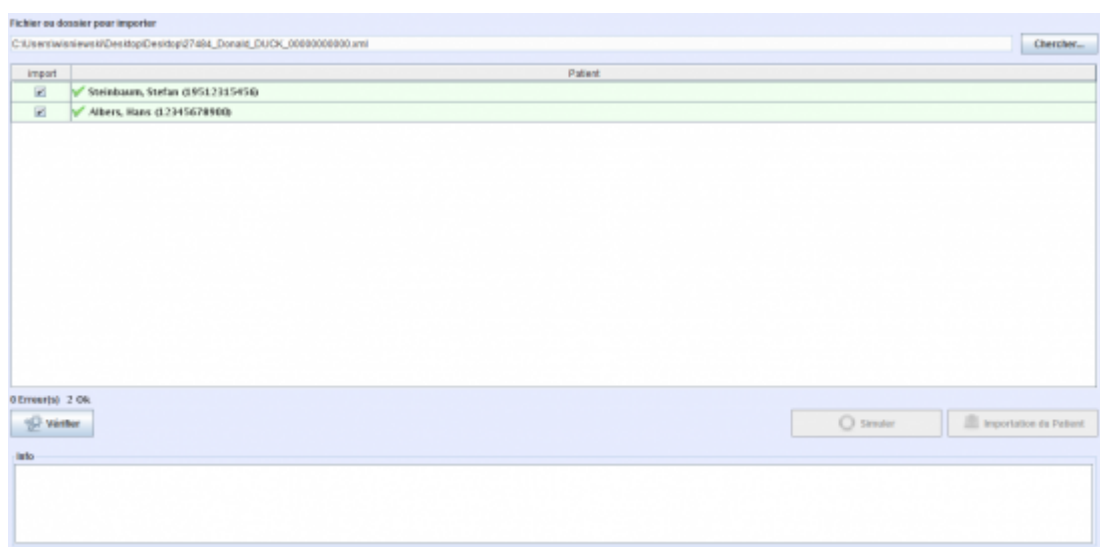 Fichier ou dossier pour importer
C:\Users\wisniewski\Desktop\Desktop\27484_Donald_DUCK_00000000000.xml
Chercher...
import Patient
Steinbaum, Stefan (19512315456)
Albers, Hans (12345678900)
0 Erreur(s) 2 Ok
Vérifier
Simuler
Importation du Patient
Info